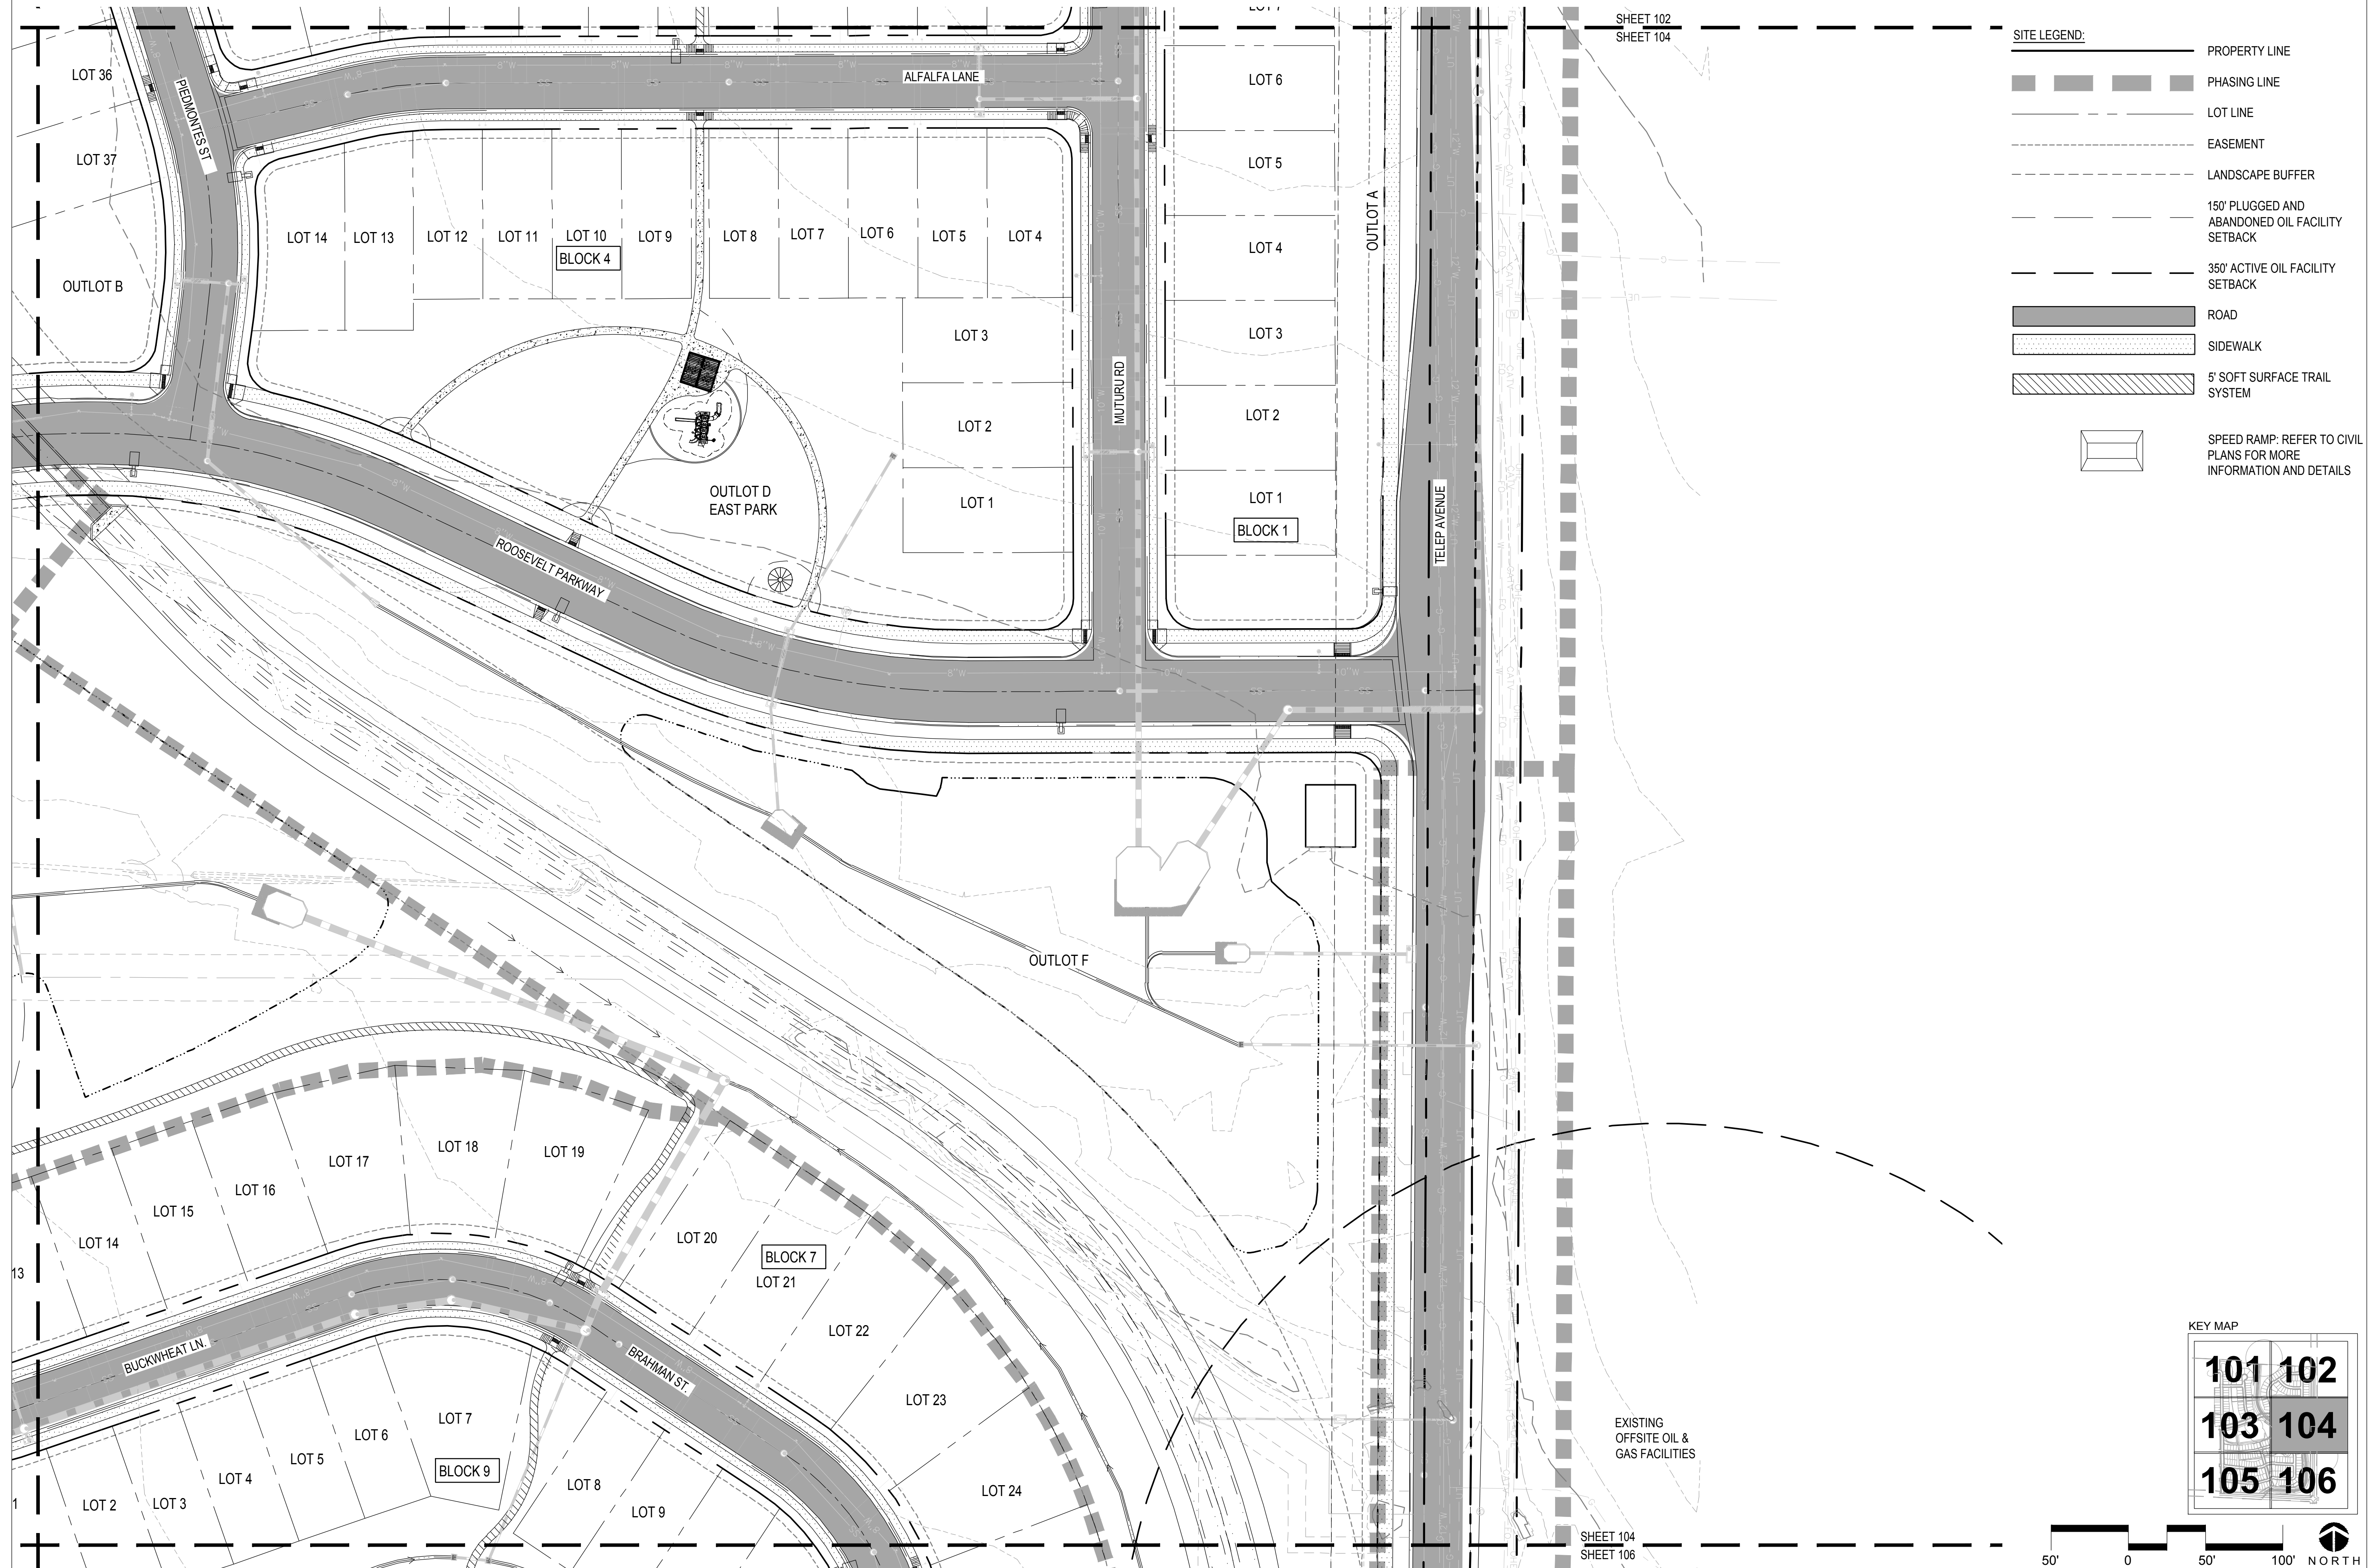 LOT 7
SHEET 102
SHEET 104
SITE LEGEND:
PROPERTY LINE
PHASING LINE
LOT LINE
EASEMENT
LANDSCAPE BUFFER
150' PLUGGED AND
ABANDONED OIL FACILITY
SETBACK
350' ACTIVE OIL FACILITY
SETBACK
ROAD
SIDEWALK
5' SOFT SURFACE TRAIL
SYSTEM
SPEED RAMP: REFER TO CIVIL
PLANS FOR MORE
INFORMATION AND DETAILS
LOT 36
LOT 37
OUTLOT B
PIEDMONTES ST
ALFALFA LANE
LOT 14
LOT 13
LOT 12
LOT 11
LOT 10
LOT 9
LOT 8
LOT 7
LOT 6
LOT 5
LOT 4
BLOCK 4
LOT 3
LOT 2
LOT 1
OUTLOT D
EAST PARK
MUTURU RD
LOT 6
LOT 5
LOT 4
LOT 3
LOT 2
LOT 1
BLOCK 1
OUTLOT A
TELEP AVENUE
ROOSEVELT PARKWAY
OUTLOT F
13
LOT 14
LOT 15
LOT 16
LOT 17
LOT 18
LOT 19
LOT 20
BLOCK 7
LOT 21
LOT 22
LOT 23
LOT 24
BUCKWHEAT LN.
BRAHMAN ST.
1
LOT 2
LOT 3
LOT 4
LOT 5
LOT 6
LOT 7
BLOCK 9
LOT 8
LOT 9
EXISTING
OFFSITE OIL &
GAS FACILITIES
SHEET 104
SHEET 106
KEY MAP
101 102
103 104
105 106
50' 0 50' 100'
NORTH